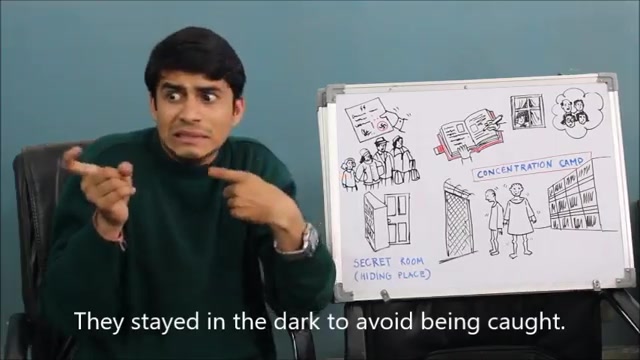 CONCENTRATION CAMP
SECRET ROOM
(HIDING PLACE)
They stayed in the dark to avoid being caught.